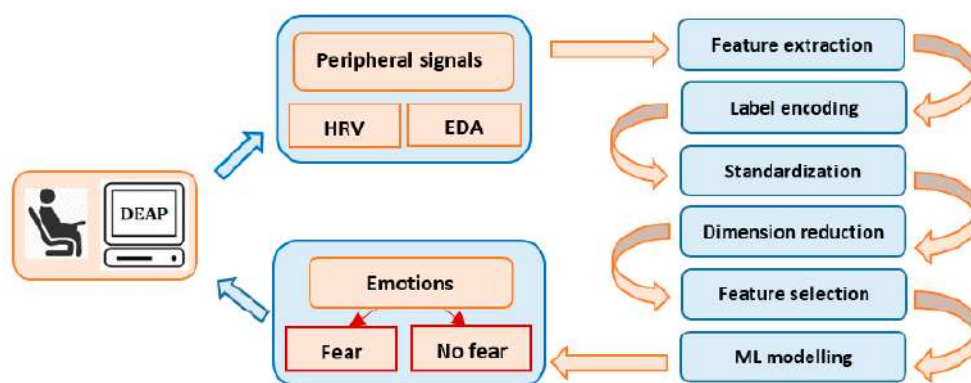 Peripheral signals
HRV
EDA
Feature extraction
Label encoding
Standardization
Dimension reduction
Feature selection
ML modelling
DEAP
Emotions
Fear
No fear